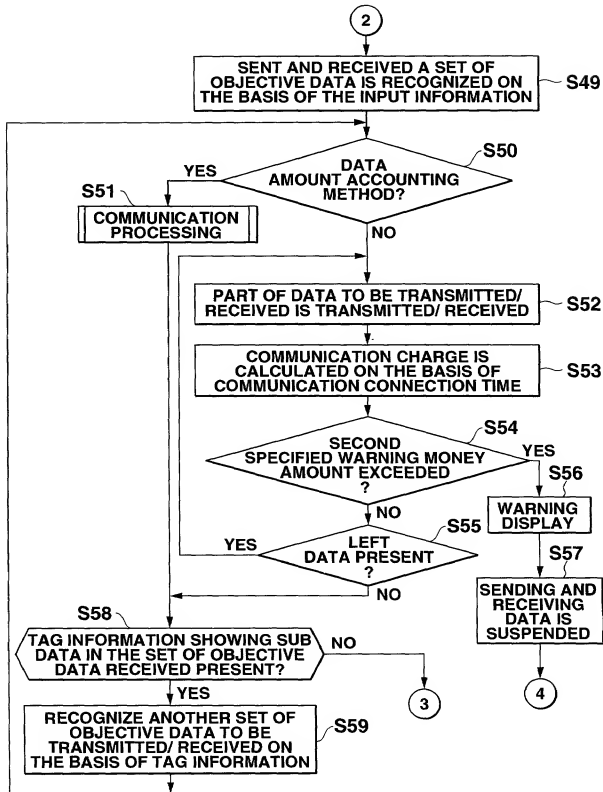 2
SENT AND RECEIVED A SET OF
OBJECTIVE DATA IS RECOGNIZED ON
THE BASIS OF THE INPUT INFORMATION
S49
S50
DATA
AMOUNT ACCOUNTING
METHOD?
YES
S51
COMMUNICATION
PROCESSING
NO
PART OF DATA TO BE TRANSMITTED/
RECEIVED IS TRANSMITTED/ RECEIVED
S52
COMMUNICATION CHARGE IS
CALCULATED ON THE BASIS OF
COMMUNICATION CONNECTION TIME
S53
S54
SECOND
SPECIFIED WARNING MONEY
AMOUNT EXCEEDED
?
YES
S56
WARNING
DISPLAY
NO
S55
LEFT
DATA PRESENT
?
YES
NO
S57
SENDING AND
RECEIVING
DATA IS
SUSPENDED
4
S58
TAG INFORMATION SHOWING SUB
DATA IN THE SET OF OBJECTIVE
DATA RECEIVED PRESENT?
NO
3
YES
RECOGNIZE ANOTHER SET OF
OBJECTIVE DATA TO BE
TRANSMITTED/ RECEIVED ON
THE BASIS OF TAG INFORMATION
S59